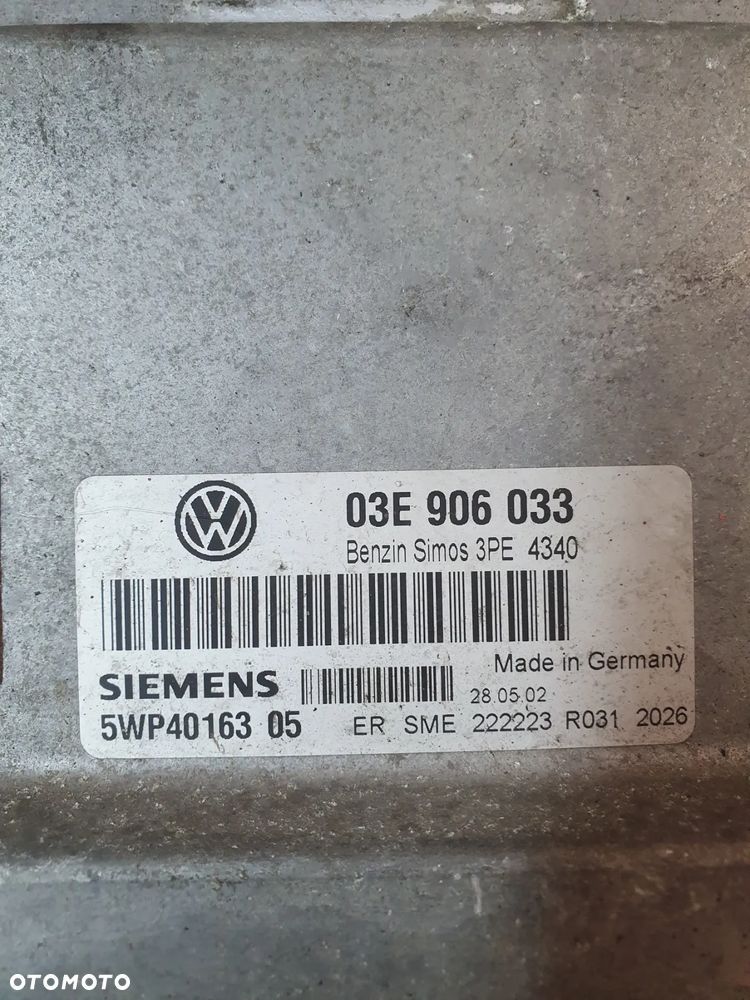 03E 906 033
Benzin Simos 3PE 4340
Made in Germany
SIEMENS
28.05.02
5WP40163 05 ER SME 222223 R031 2026
OTOMOTO